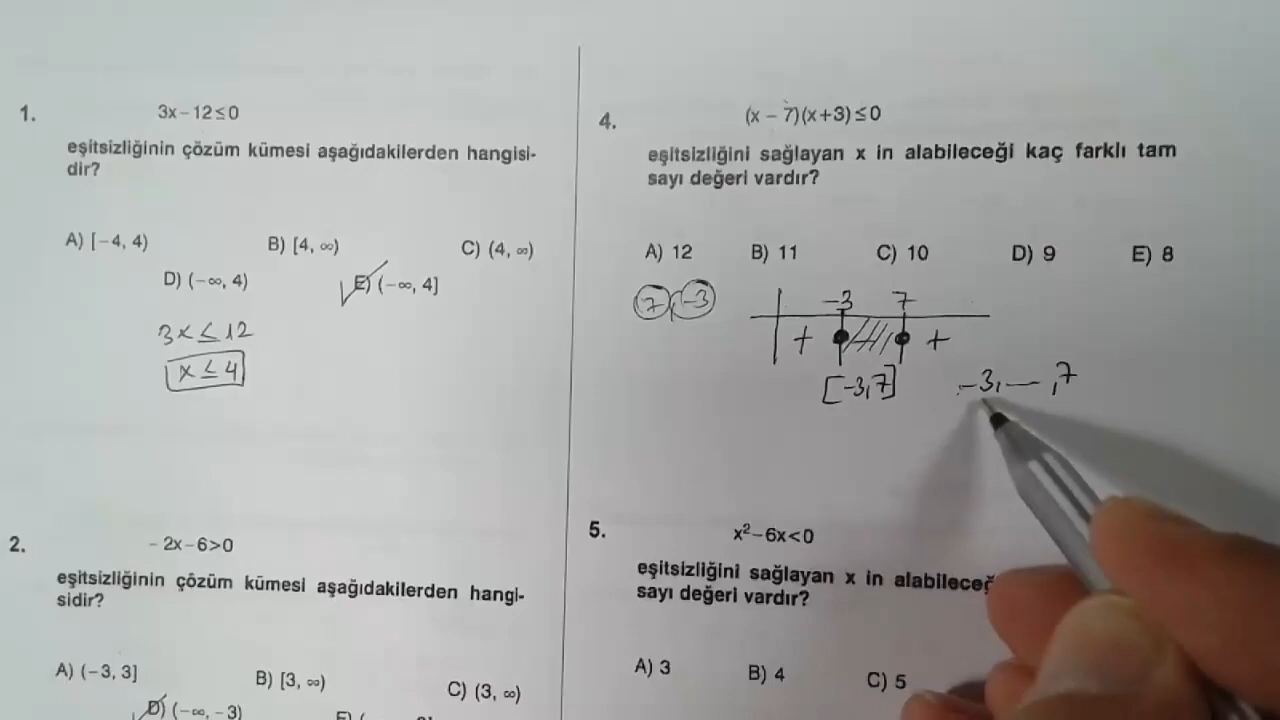 1. 3x – 12 ≤ 0
eşitsizliğinin çözüm kümesi aşağıdakilerden hangisi-
dir?
A) [–4, 4) B) [4, ∞) C) (4, ∞)
D) (–∞, 4) E) (–∞, 4]
3x ≤ 12
x ≤ 4
2. – 2x – 6 > 0
eşitsizliğinin çözüm kümesi aşağıdakilerden hangi-
sidir?
A) (–3, 3] B) [3, ∞) C) (3, ∞)
D) (–∞, –3)
4. (x – 7)(x+3) ≤ 0
eşitsizliğini sağlayan x in alabileceği kaç farklı tam
sayı değeri vardır?
A) 12 B) 11 C) 10 D) 9 E) 8
7, -3
-3 7
+ +
[-3,7] -3, — ,7
5. x² – 6x < 0
eşitsizliğini sağlayan x in
sayı değeri vardır?
A) 3 B) 4 C) 5